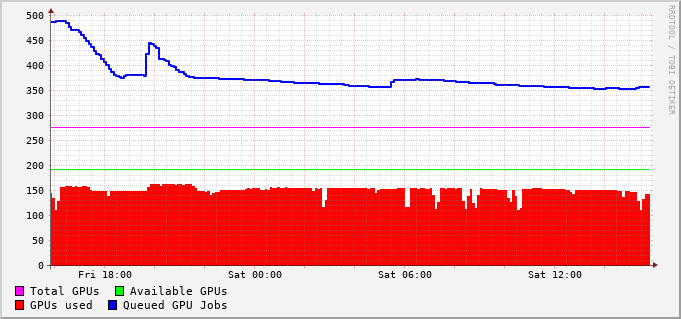 500
450
400
350
300
250
200
150
100
50
0
Fri 18:00 Sat 00:00 Sat 06:00 Sat 12:00
Total GPUs Available GPUs
GPUs used Queued GPU Jobs
RRDTOOL / TOBI OETIKER